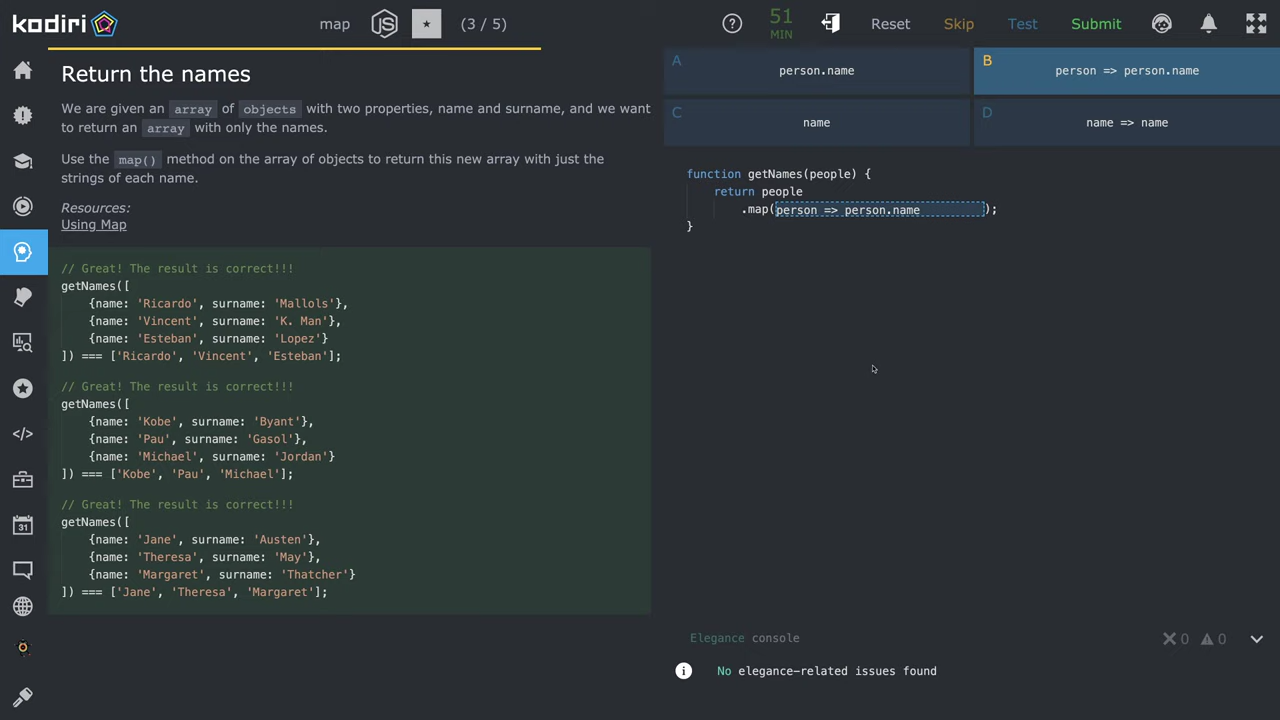 kodiri
map
JS
(3 / 5)
?
51
MIN
Reset
Skip
Test
Submit
Return the names
We are given an array of objects with two properties, name and surname, and we want
to return an array with only the names.
Use the map() method on the array of objects to return this new array with just the
strings of each name.
Resources:
Using Map
// Great! The result is correct!!!
getNames([
{name: 'Ricardo', surname: 'Mallols'},
{name: 'Vincent', surname: 'K. Man'},
{name: 'Esteban', surname: 'Lopez'}
]) === ['Ricardo', 'Vincent', 'Esteban'];
// Great! The result is correct!!!
getNames([
{name: 'Kobe', surname: 'Byant'},
{name: 'Pau', surname: 'Gasol'},
{name: 'Michael', surname: 'Jordan'}
]) === ['Kobe', 'Pau', 'Michael'];
// Great! The result is correct!!!
getNames([
{name: 'Jane', surname: 'Austen'},
{name: 'Theresa', surname: 'May'},
{name: 'Margaret', surname: 'Thatcher'}
]) === ['Jane', 'Theresa', 'Margaret'];
31
A
person.name
B
person => person.name
C
name
D
name => name
function getNames(people) {
return people
.map(person => person.name);
}
Elegance console
0
0
No elegance-related issues found